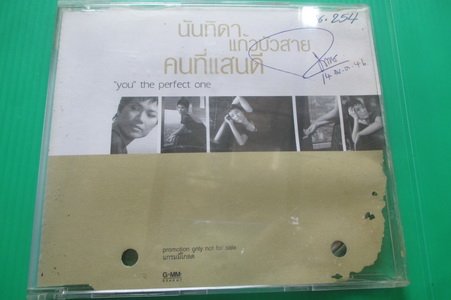 นันทิดา
แก้วบัวสาย
คนที่แสนดี
"you" the perfect one
254
promotion only not for sale
แกรมมี่โกลด์